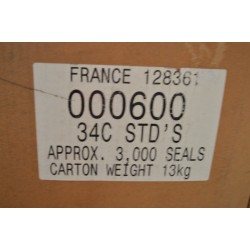 FRANCE 128361
000600
34C STD'S
APPROX. 3,000 SEALS
CARTON WEIGHT 13kg